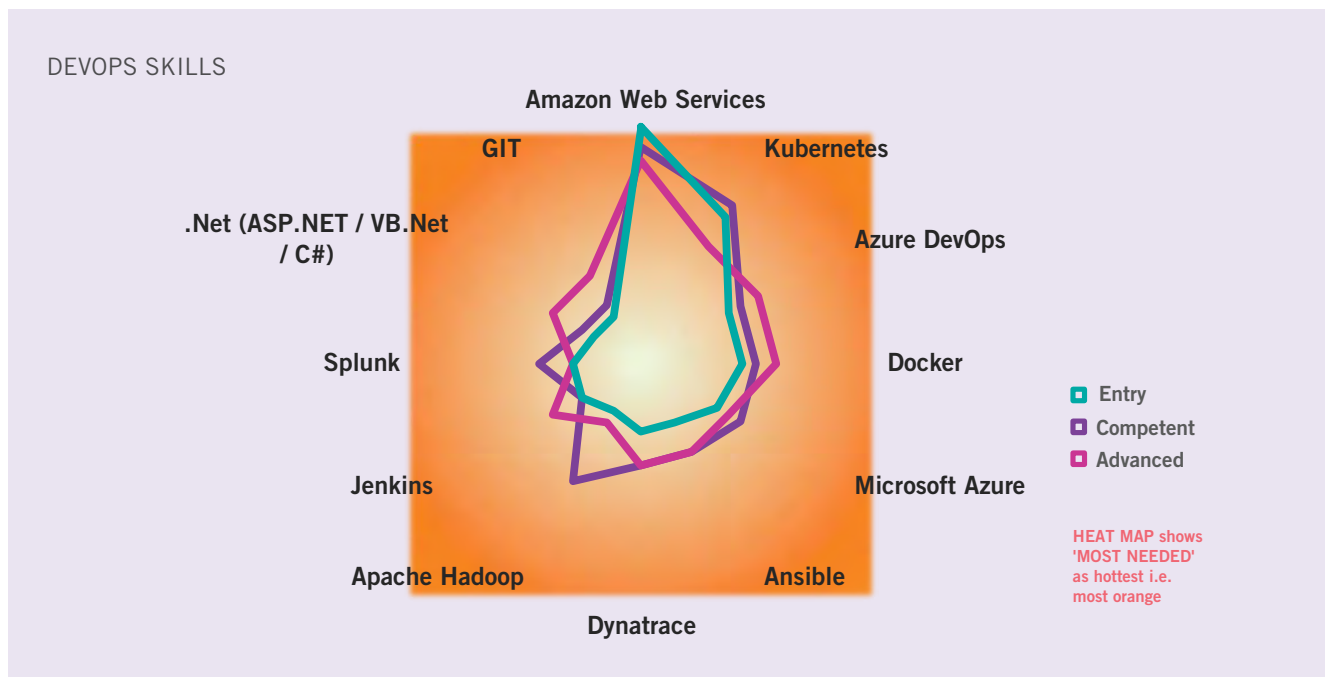 DEVOPS SKILLS
Amazon Web Services
GIT
Kubernetes
.Net (ASP.NET / VB.Net
/ C#)
Azure DevOps
Splunk
Docker
Entry
Competent
Advanced
Jenkins
Microsoft Azure
HEAT MAP shows
'MOST NEEDED'
as hottest i.e.
most orange
Apache Hadoop
Ansible
Dynatrace